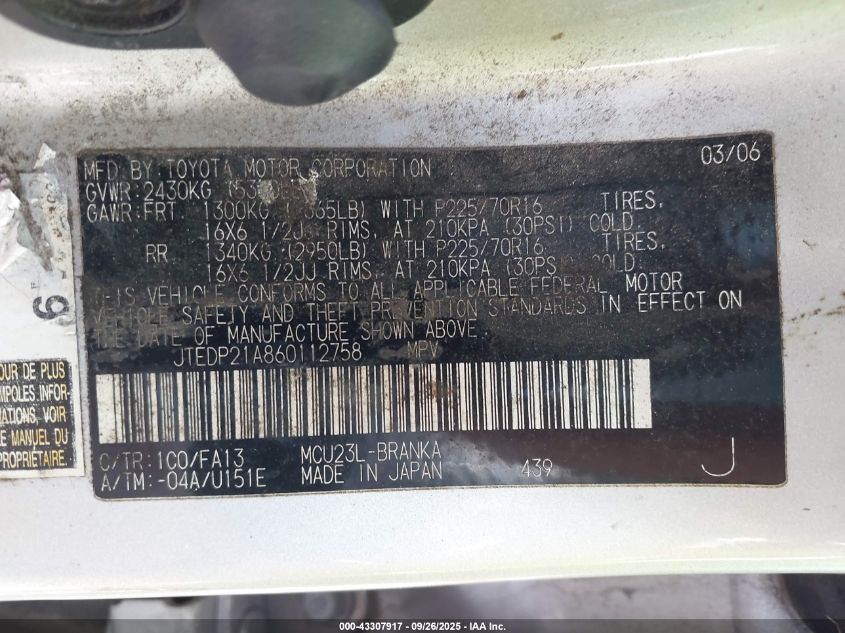 MFD BY TOYOTA MOTOR CORPORATION 03/06
GVWR:2430KG
GAWR:FRT 1300KG WITH P225/70R16 TIRES,
16X6 1/2JJ RIMS, AT 210KPA (30PSI) COLD
RR 1340KG (2950LB) WITH P225/70R16 TIRES,
16X6 1/2JJ RIMS, AT 210KPA (30PSI) COLD.
THIS VEHICLE CONFORMS TO ALL APPLICABLE FEDERAL MOTOR
VEHICLE SAFETY AND THEFT PREVENTION STANDARDS IN EFFECT ON
THE DATE OF MANUFACTURE SHOWN ABOVE.
JTEDP21A860112758 MPV
C/TR:1C0/FA13 MCU23L-BRANKA
A/TM:-04A/U151E MADE IN JAPAN 439 J
OUR DE PLUS
MPOLES INFOR-
ATIONS, VOIR
E MANUEL DU
PROPRIÉTAIRE.
000-43307917 - 09/26/2025 - IAA Inc.